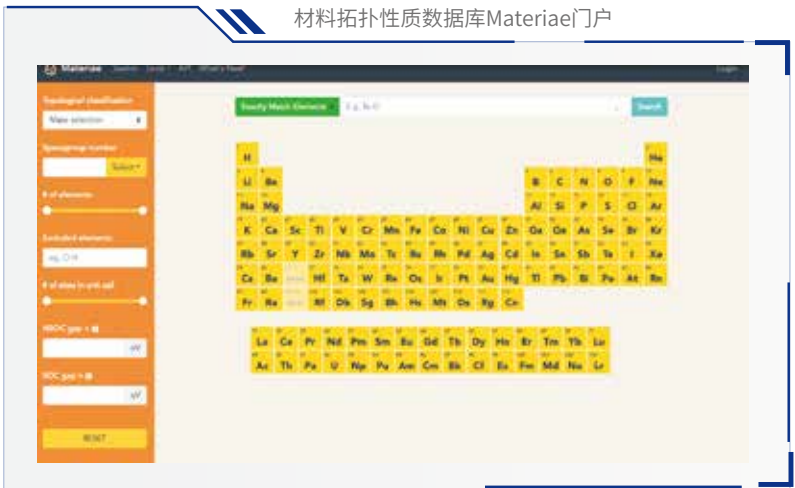 材料拓扑性质数据库Materiae门户
Materiae
Login
Topological classification
Make selection
Spacegroup number
Select
# of elements
Excluded elements
eg, O H
# of sites in unit cell
NSOC gap >
eV
SOC gap >
eV
RESET
Exactly Match Elements
Search
H He
Li Be B C N O F Ne
Na Mg Al Si P S Cl Ar
K Ca Sc Ti V Cr Mn Fe Co Ni Cu Zn Ga Ge As Se Br Kr
Rb Sr Y Zr Nb Mo Tc Ru Rh Pd Ag Cd In Sn Sb Te I Xe
Cs Ba Hf Ta W Re Os Ir Pt Au Hg Tl Pb Bi Po At Rn
Fr Ra Rf Db Sg Bh Hs Mt Ds Rg Cn
La Ce Pr Nd Pm Sm Eu Gd Tb Dy Ho Er Tm Yb Lu
Ac Th Pa U Np Pu Am Cm Bk Cf Es Fm Md No Lr